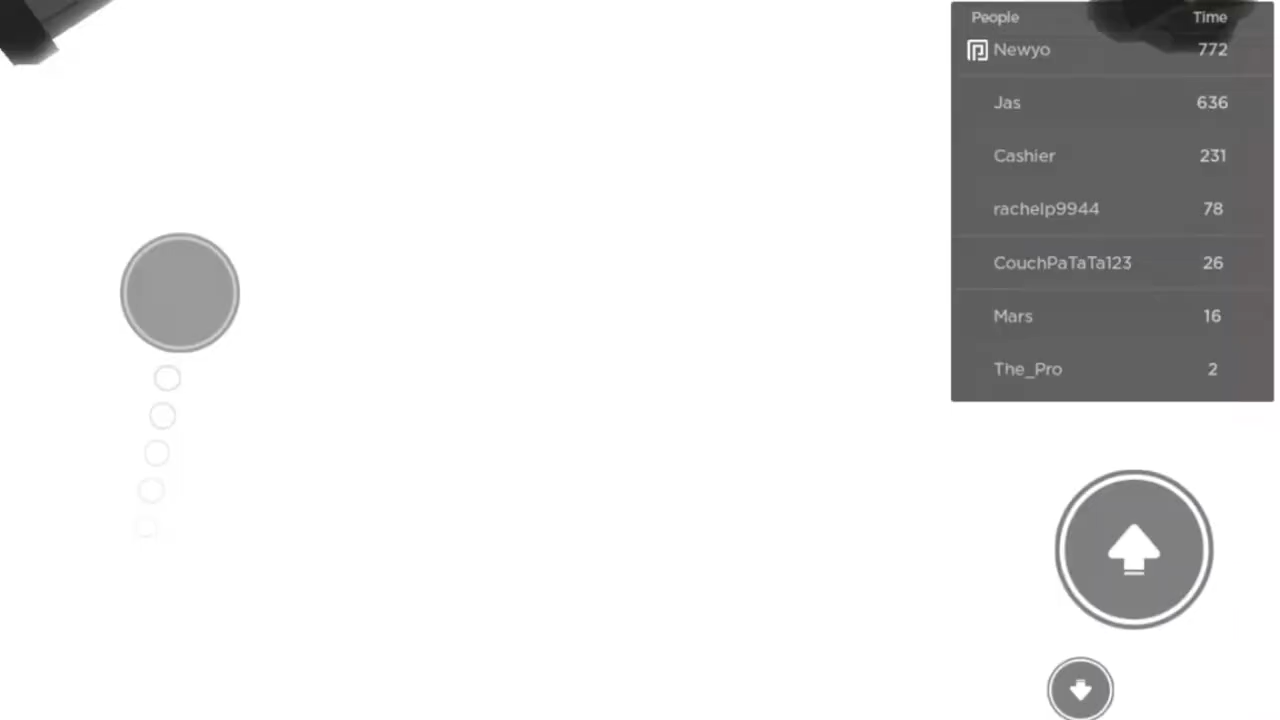 People Time
Newyo 772
Jas 636
Cashier 231
rachelp9944 78
CouchPaTaTa123 26
Mars 16
The_Pro 2